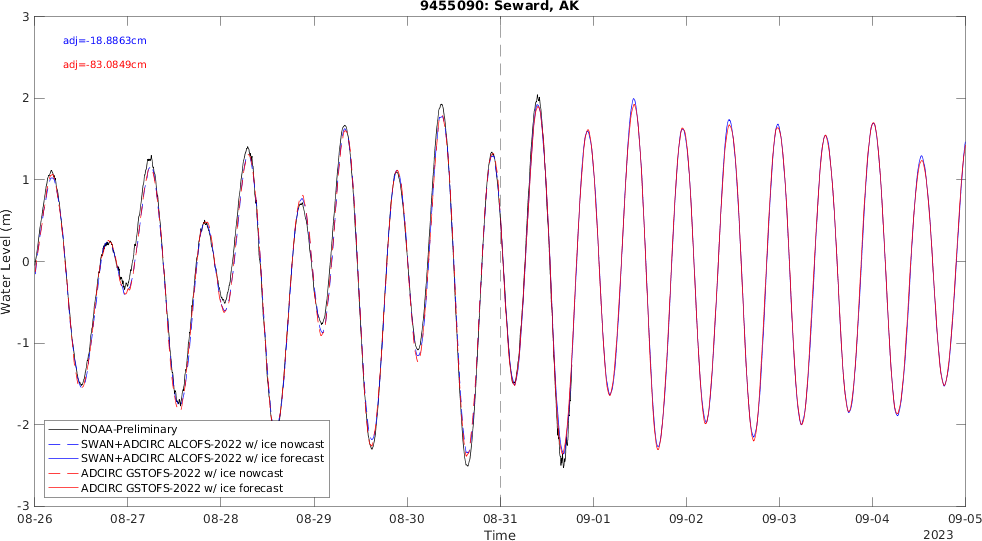 9455090: Seward, AK
adj=-18.8863cm
adj=-83.0849cm
Water Level (m)
3
2
1
0
-1
-2
-3
NOAA-Preliminary
SWAN+ADCIRC ALCOFS-2022 w/ ice nowcast
SWAN+ADCIRC ALCOFS-2022 w/ ice forecast
ADCIRC GSTOFS-2022 w/ ice nowcast
ADCIRC GSTOFS-2022 w/ ice forecast
08-26 08-27 08-28 08-29 08-30 08-31 09-01 09-02 09-03 09-04 09-05
Time
2023